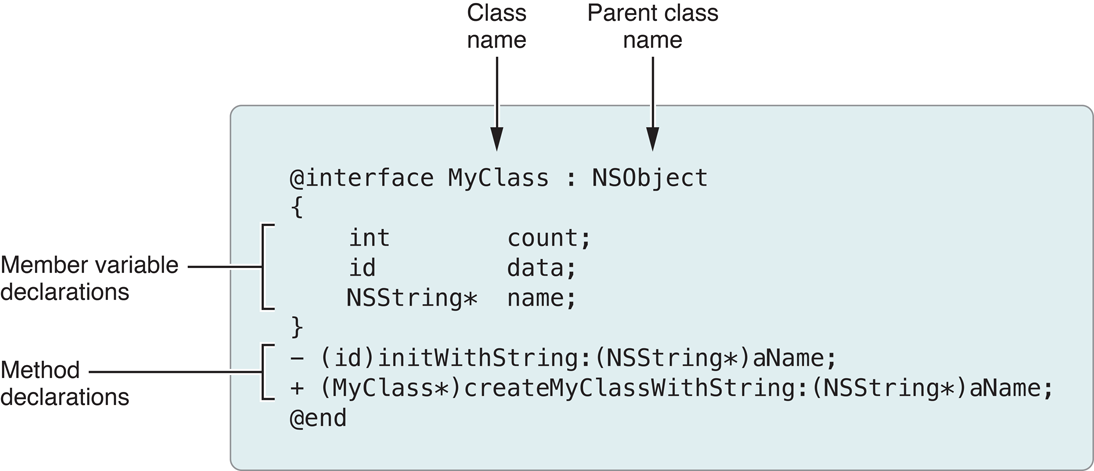 Class
name
Parent class
name
@interface MyClass : NSObject
{
int count;
id data;
NSString* name;
}
Member variable
declarations
– (id)initWithString:(NSString*)aName;
+ (MyClass*)createMyClassWithString:(NSString*)aName;
Method
declarations
@end